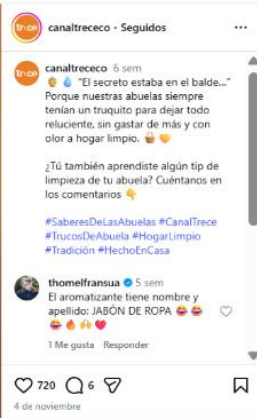 canaltrececo • Seguidos
canaltrececo 6 sem
👵💧 "El secreto estaba en el balde..."
Porque nuestras abuelas siempre
tenían un truquito para dejar todo
reluciente, sin gastar de más y con
olor a hogar limpio. 🧺💛
¿Tú también aprendiste algún tip de
limpieza de tu abuela? Cuéntanos en
los comentarios 👇
#SaberesDeLasAbuelas #CanalTrece
#TrucosDeAbuela #HogarLimpio
#Tradición #HechoEnCasa
thomelfransua 5 sem
El aromatizante tiene nombre y
apellido: JABÓN DE ROPA 😂😂
😂🔥🙌❤️
1 Me gusta Responder
720 6
4 de noviembre